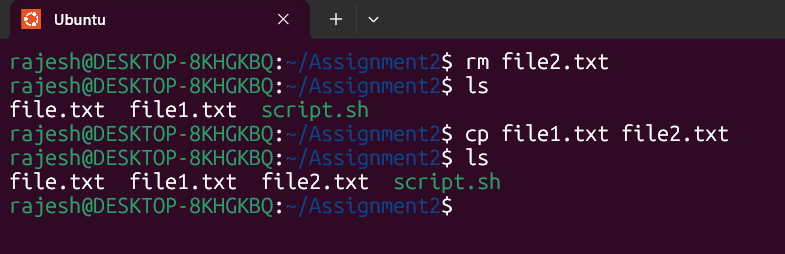 Ubuntu
rajesh@DESKTOP-8KHGKBQ:~/Assignment2$ rm file2.txt
rajesh@DESKTOP-8KHGKBQ:~/Assignment2$ ls
file.txt  file1.txt  script.sh
rajesh@DESKTOP-8KHGKBQ:~/Assignment2$ cp file1.txt file2.txt
rajesh@DESKTOP-8KHGKBQ:~/Assignment2$ ls
file.txt  file1.txt  file2.txt  script.sh
rajesh@DESKTOP-8KHGKBQ:~/Assignment2$